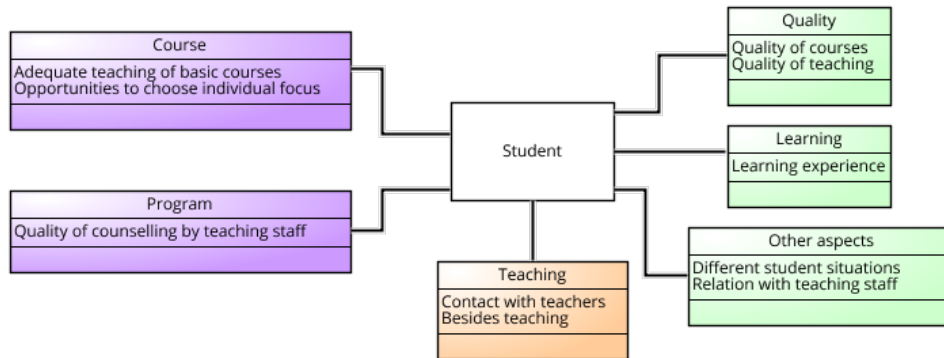 Course
Adequate teaching of basic courses
Opportunities to choose individual focus
Program
Quality of counselling by teaching staff
Student
Teaching
Contact with teachers
Besides teaching
Quality
Quality of courses
Quality of teaching
Learning
Learning experience
Other aspects
Different student situations
Relation with teaching staff